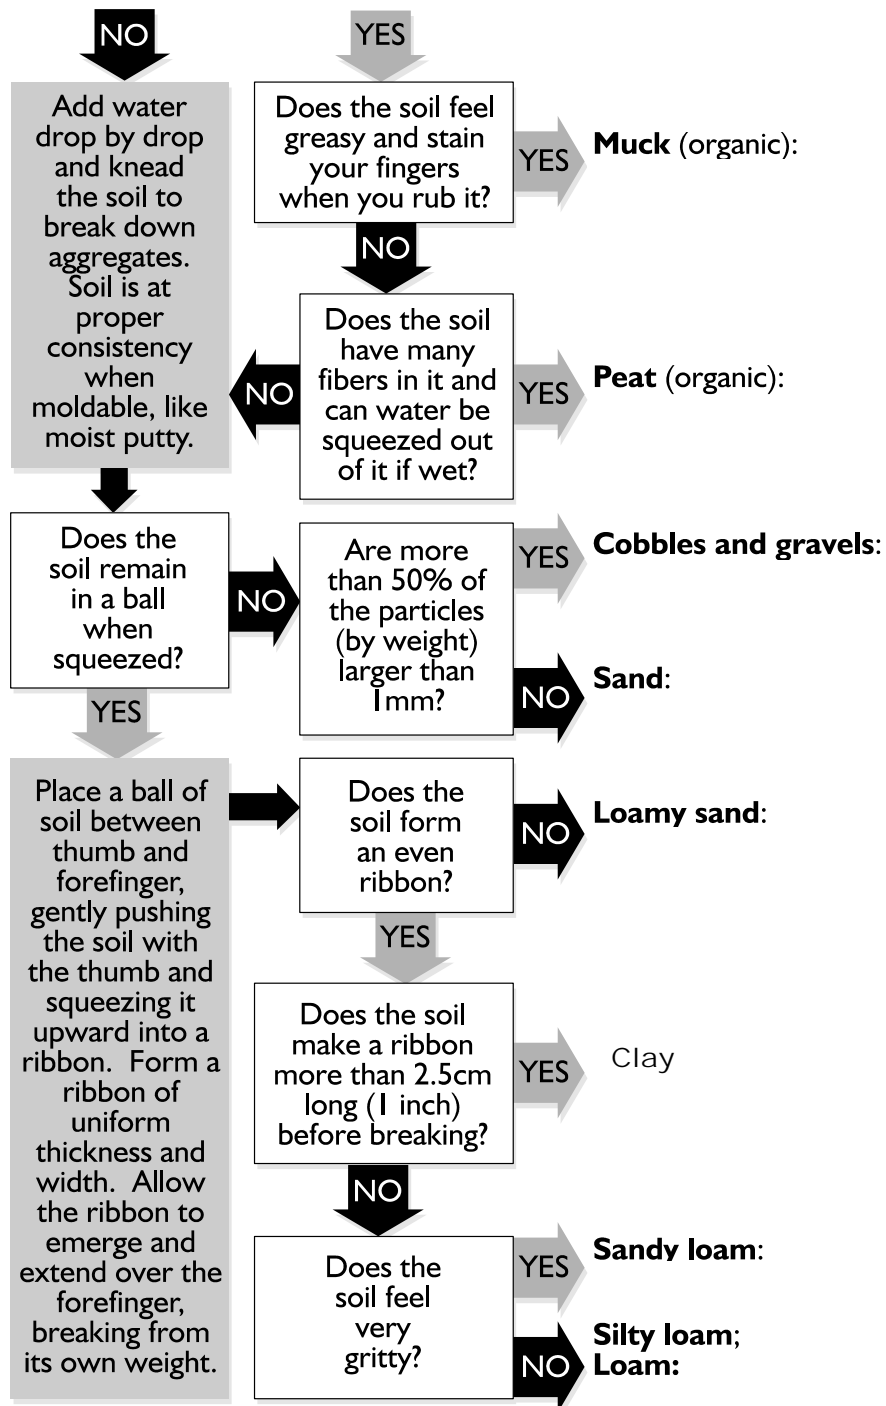 NO
YES
Add water
drop by drop
and knead
the soil to
break down
aggregates.
Soil is at
proper
consistency
when
moldable, like
moist putty.
Does the soil feel
greasy and stain
your fingers
when you rub it?
YES
Muck (organic):
NO
Does the soil
have many
fibers in it and
can water be
squeezed out
of it if wet?
NO
YES
Peat (organic):
Does the
soil remain
in a ball
when
squeezed?
NO
Are more
than 50% of
the particles
(by weight)
larger than
1mm?
YES
Cobbles and gravels:
NO
Sand:
YES
Place a ball of
soil between
thumb and
forefinger,
gently pushing
the soil with
the thumb and
squeezing it
upward into a
ribbon. Form a
ribbon of
uniform
thickness and
width. Allow
the ribbon to
emerge and
extend over the
forefinger,
breaking from
its own weight.
Does the
soil form
an even
ribbon?
NO
Loamy sand:
YES
Does the soil
make a ribbon
more than 2.5cm
long (1 inch)
before breaking?
YES
Clay
NO
Does the
soil feel
very
gritty?
YES
Sandy loam:
NO
Silty loam;
Loam: